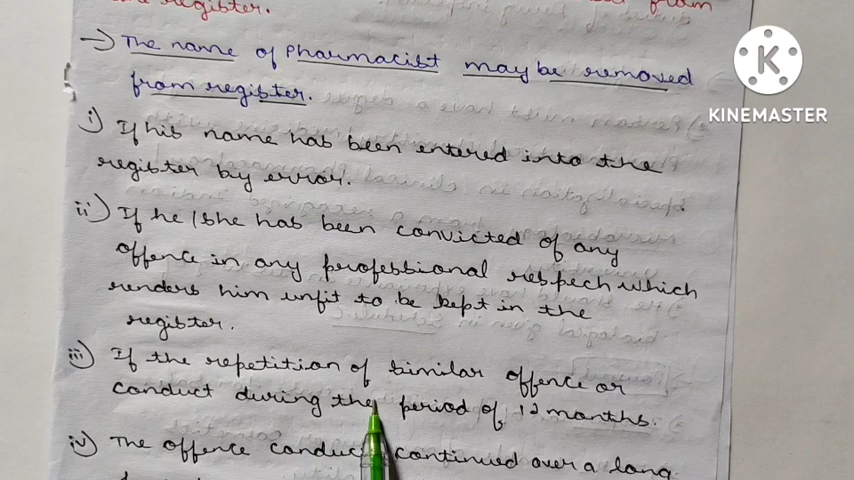 the register. from
→ The name of Pharmacist may be removed
from register.
i) If his name has been entered into the
register by error.
ii) If he/she has been convicted of any
offence in any professional respech which
renders him unfit to be kept in the
register.
iii) If the repetition of similar offence or
conduct during the period of 12 months.
iv) The offence conduct continued over a long
K
KINEMASTER